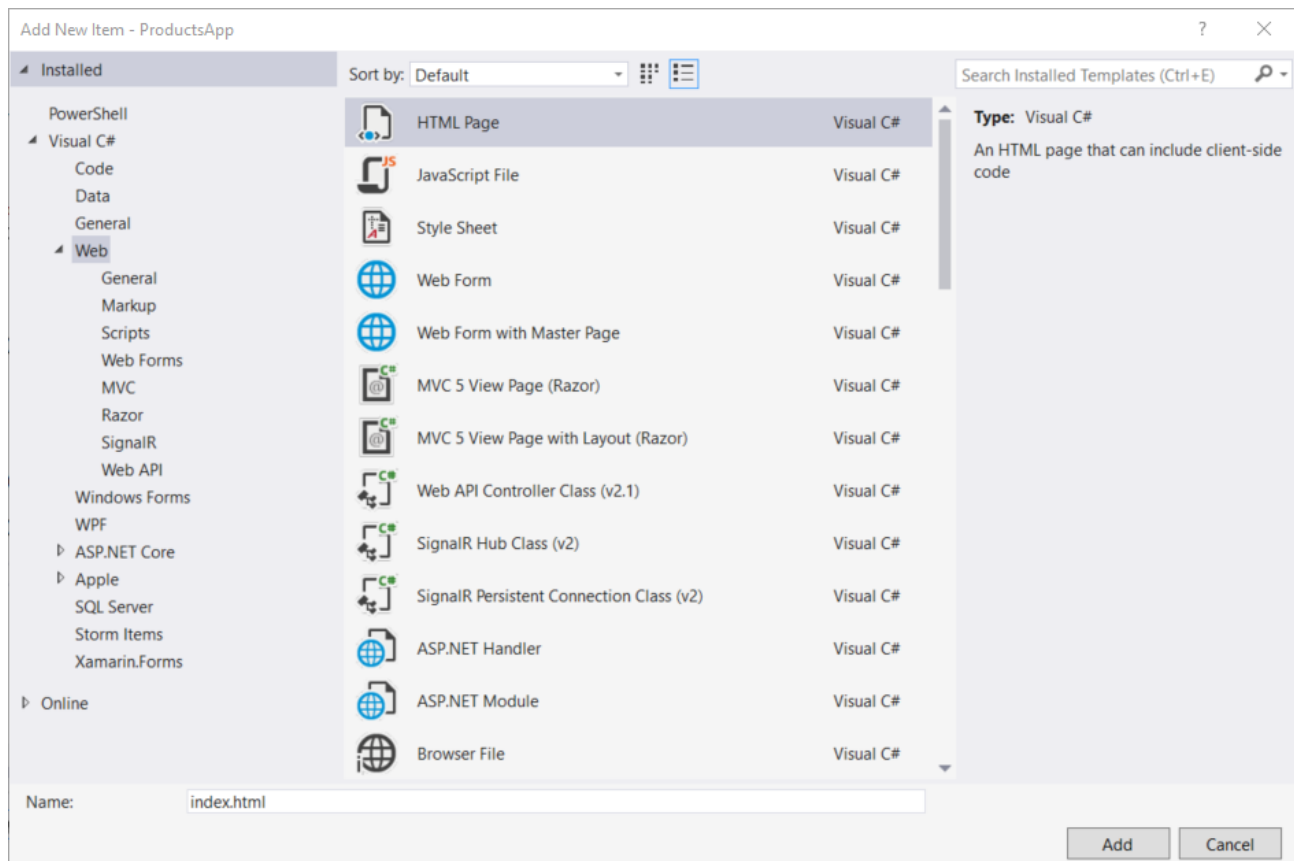 Add New Item - ProductsApp
?
Installed
PowerShell
Visual C#
Code
Data
General
Web
General
Markup
Scripts
Web Forms
MVC
Razor
SignalR
Web API
Windows Forms
WPF
ASP.NET Core
Apple
SQL Server
Storm Items
Xamarin.Forms
Online
Sort by: Default
HTML Page Visual C#
JS
JavaScript File Visual C#
Style Sheet Visual C#
Web Form Visual C#
Web Form with Master Page Visual C#
MVC 5 View Page (Razor) Visual C#
MVC 5 View Page with Layout (Razor) Visual C#
Web API Controller Class (v2.1) Visual C#
SignalR Hub Class (v2) Visual C#
SignalR Persistent Connection Class (v2) Visual C#
ASP.NET Handler Visual C#
ASP.NET Module Visual C#
Browser File Visual C#
Search Installed Templates (Ctrl+E)
Type: Visual C#
An HTML page that can include client-side
code
Name: index.html
Add Cancel